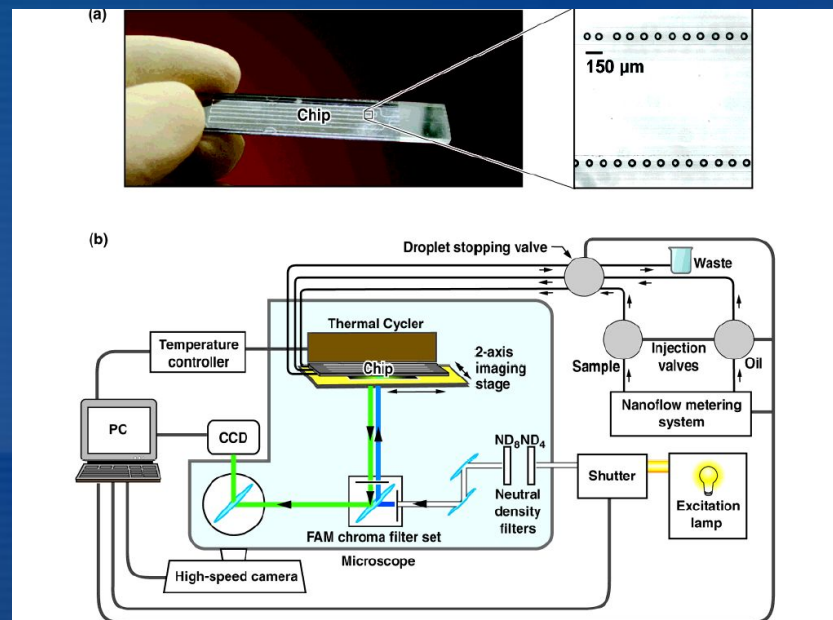 (a)
Chip
150 µm
(b)
Droplet stopping valve
Waste
Thermal Cycler
Temperature
controller
Chip
2-axis
imaging
stage
Sample
Injection
valves
Oil
Nanoflow metering
system
PC
CCD
ND8ND4
Shutter
Neutral
density
filters
Excitation
lamp
FAM chroma filter set
Microscope
High-speed camera